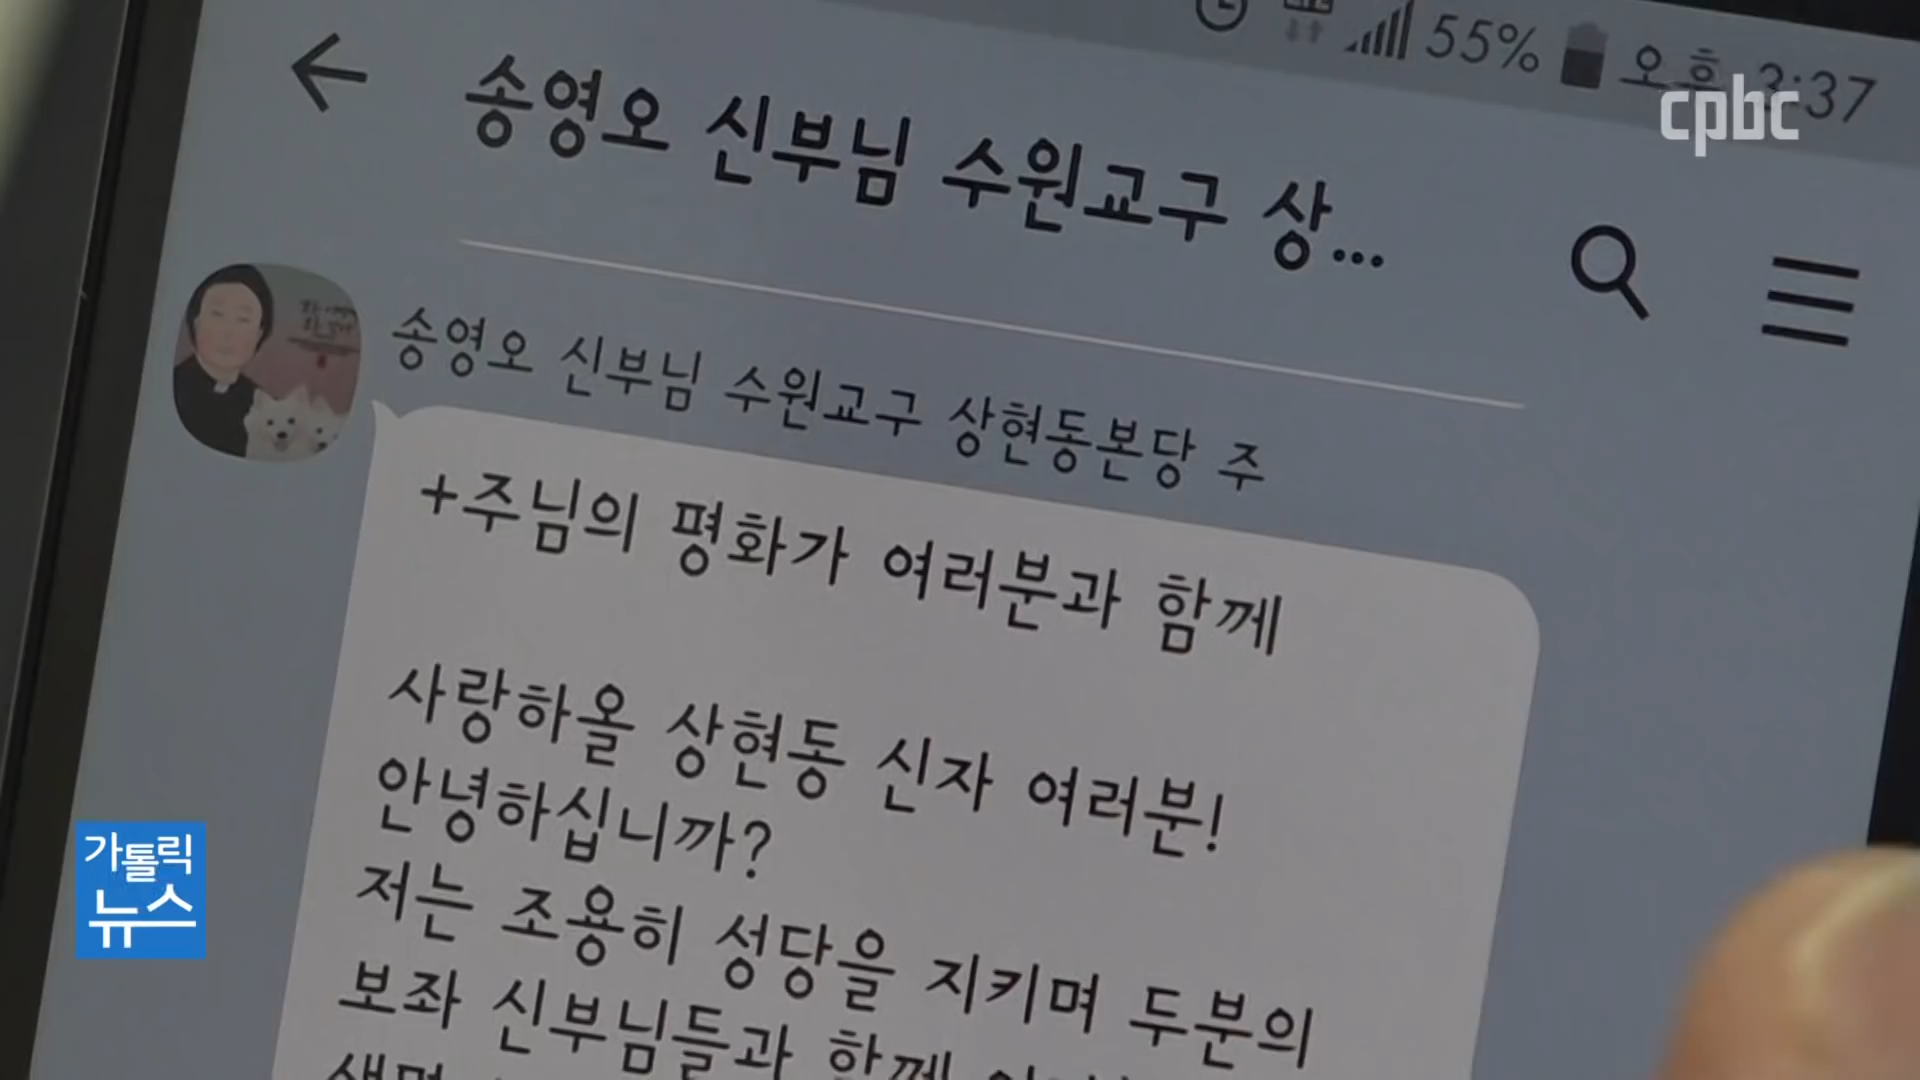 55% 오후 3:37
cpbc
송영오 신부님 수원교구 상...
송영오 신부님 수원교구 상현동본당 주
+주님의 평화가 여러분과 함께
사랑하올 상현동 신자 여러분!
안녕하십니까?
저는 조용히 성당을 지키며 두분의
보좌 신부님들과 함께
가톨릭
뉴스